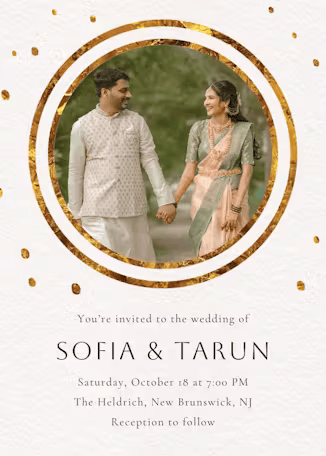 You're invited to the wedding of
SOFIA & TARUN
Saturday, October 18 at 7:00 PM
The Heldrich, New Brunswick, NJ
Reception to follow